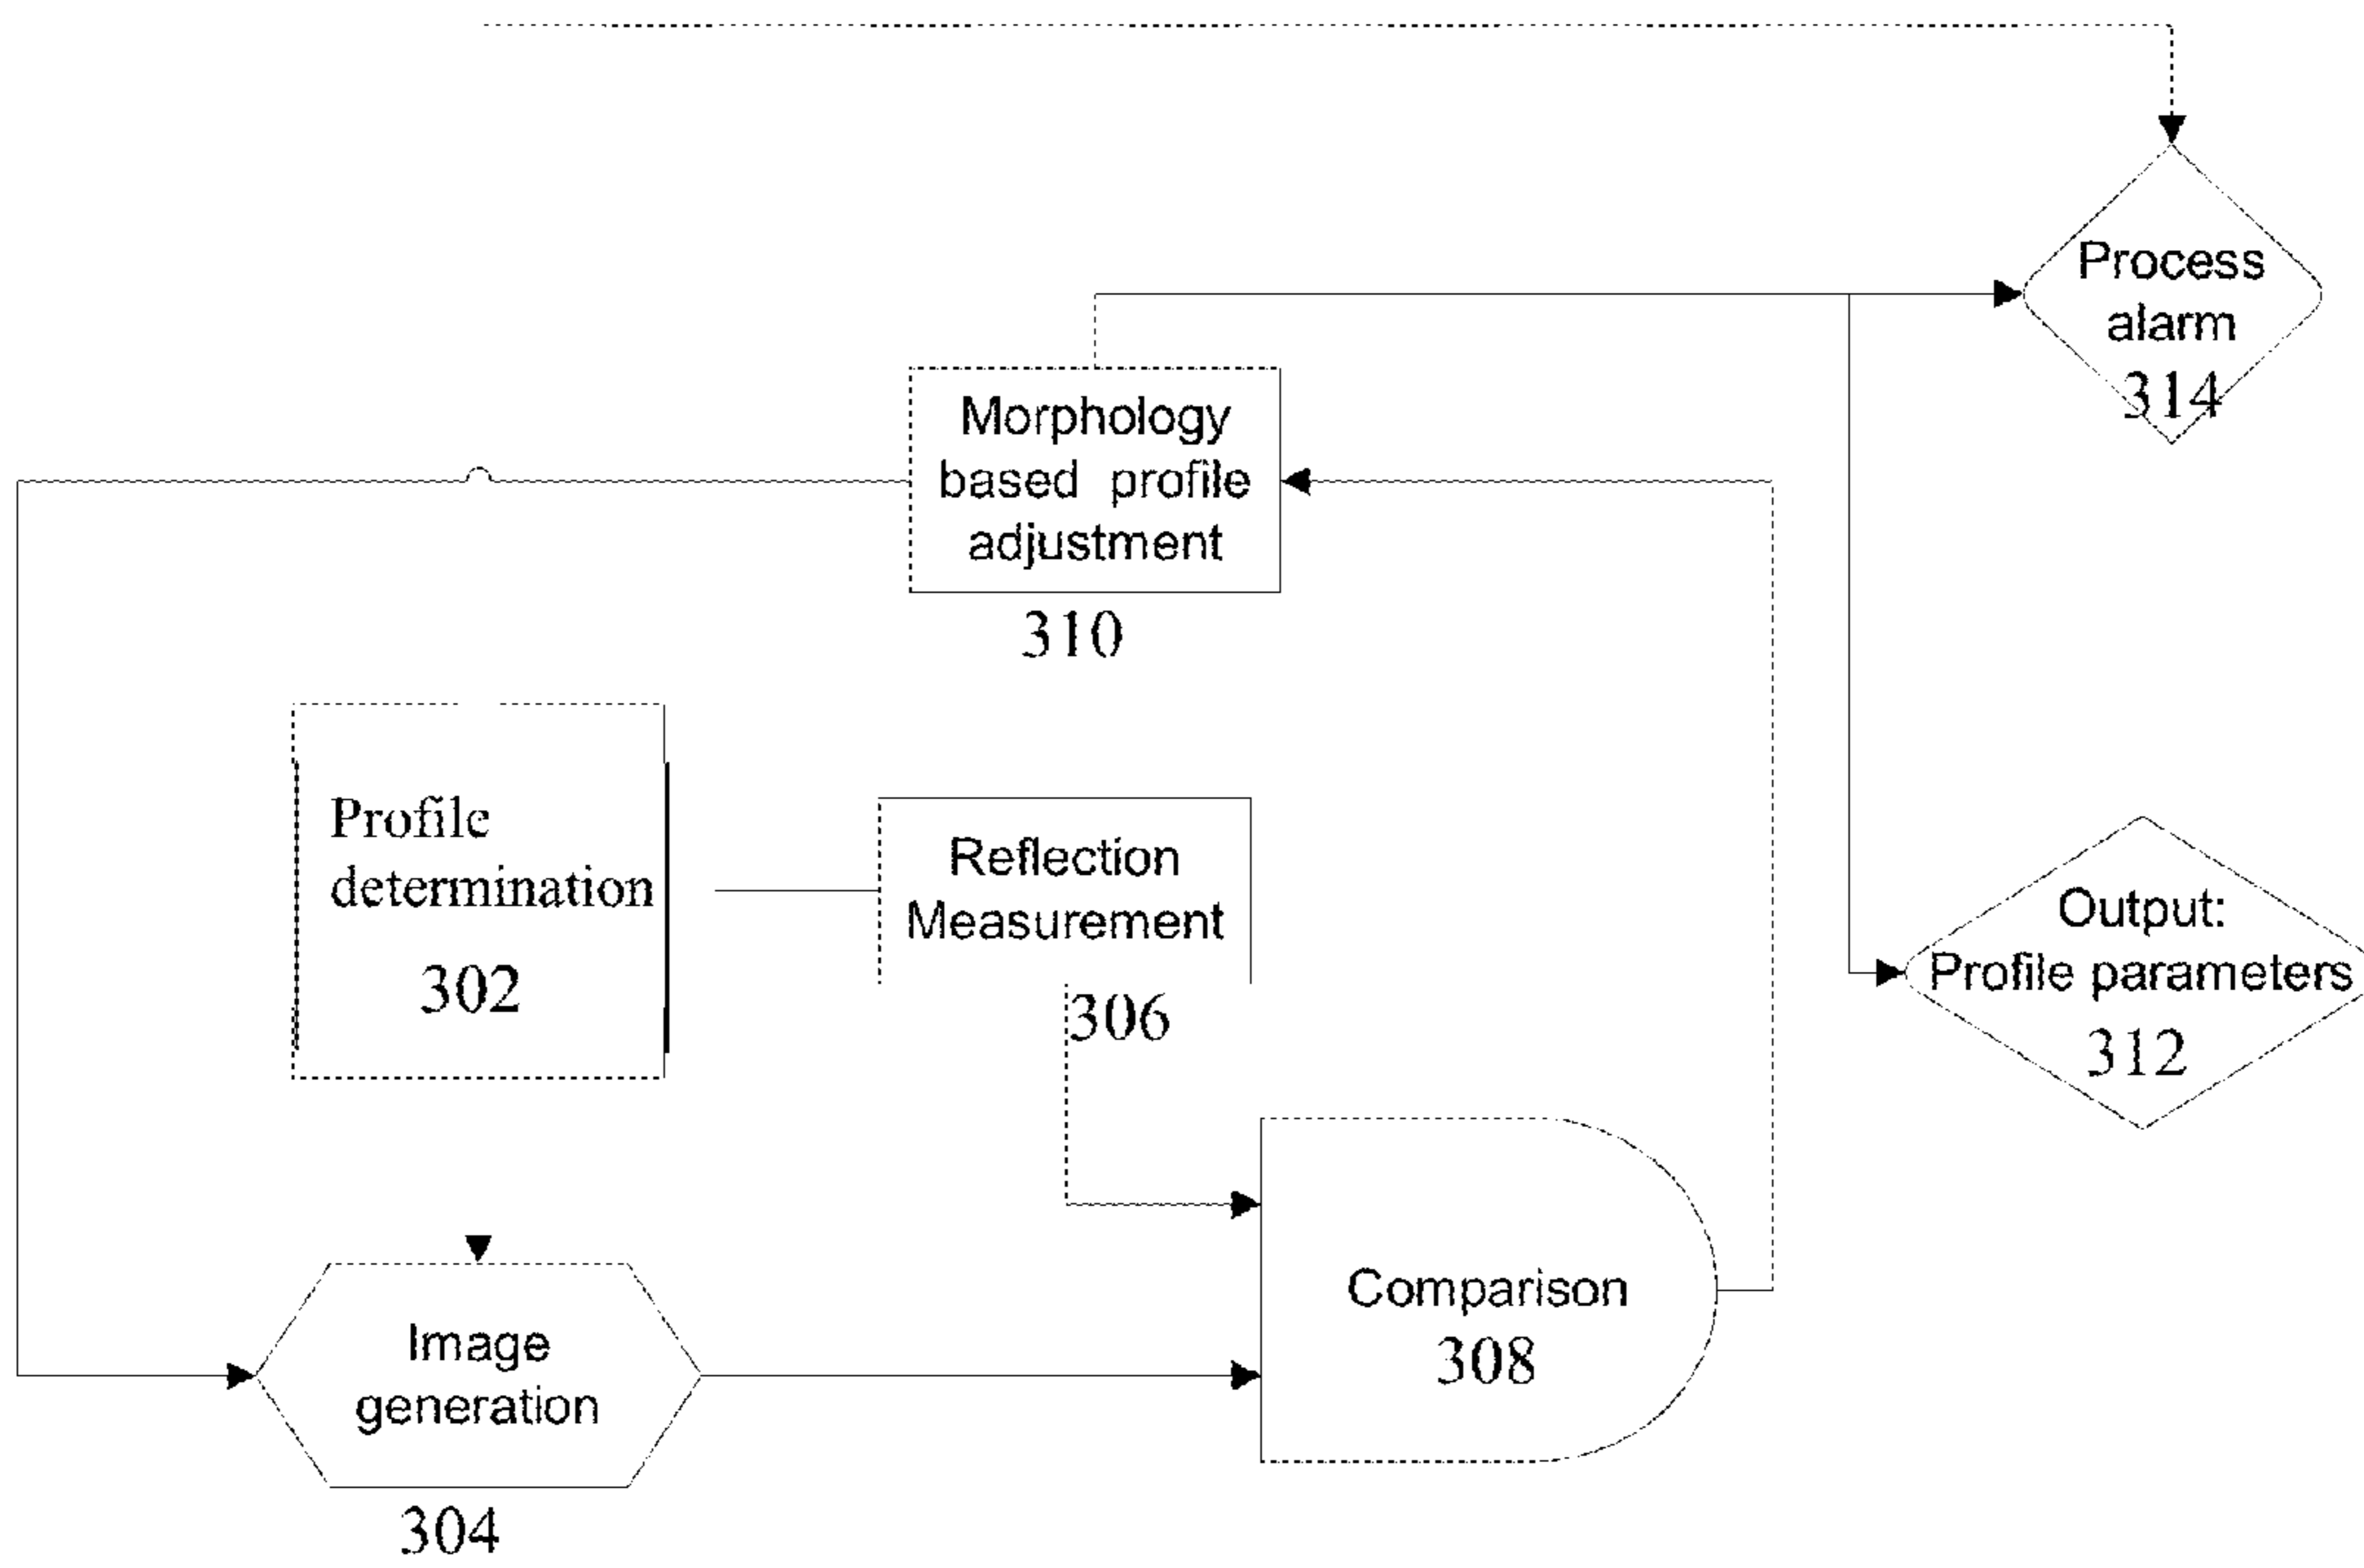 Process
alarm
314
Morphology
based profile
adjustment
310
Profile
determination
302
Reflection
Measurement
306
Output:
Profile parameters
312
Comparison
308
Image
generation
304